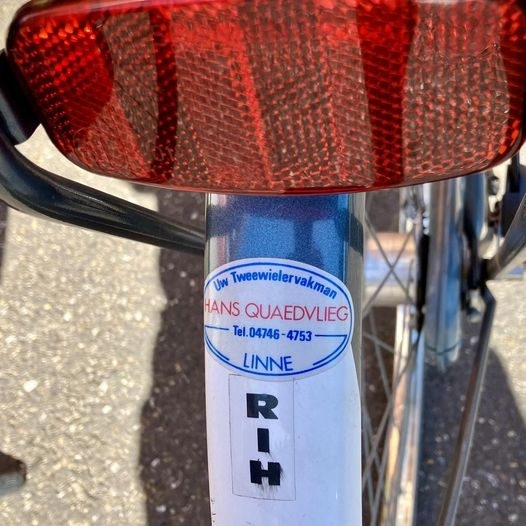 Uw Tweewielervakman
HANS QUAEDVLIEG
Tel. 04746-4753
LINNE
R
I
H